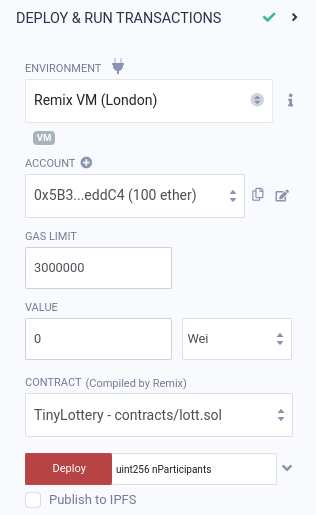 DEPLOY & RUN TRANSACTIONS
ENVIRONMENT
Remix VM (London)
VM
ACCOUNT
0x5B3...eddC4 (100 ether)
GAS LIMIT
3000000
VALUE
0 Wei
CONTRACT (Compiled by Remix)
TinyLottery - contracts/lott.sol
Deploy uint256 nParticipants
Publish to IPFS